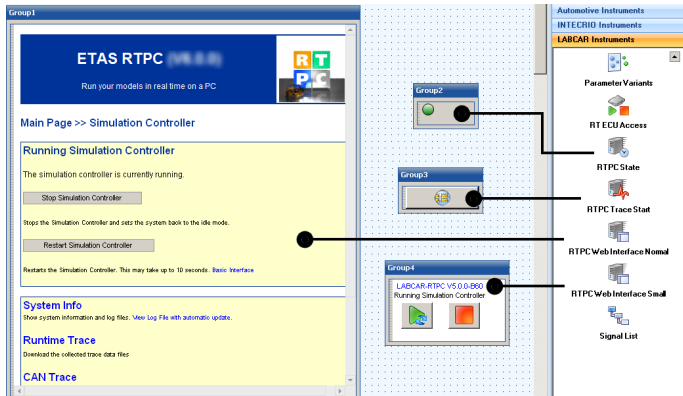 Group1
ETAS RTPC
Run your models in real time on a PC
RT
PC
Main Page >> Simulation Controller
Running Simulation Controller
The simulation controller is currently running.
Stop Simulation Controller
Stops the Simulation Controller and sets the system back to the idle mode.
Restart Simulation Controller
Restarts the Simulation Controller. This may take up to 10 seconds. Basic Interface
System Info
Show system information and log files. View Log File with automatic update.
Runtime Trace
Download the collected trace data files
CAN Trace
Group2
Group3
Group4
LABCAR-RTPC V5.0.0-B60
Running Simulation Controller
Automotive Instruments
INTECRIO Instruments
LABCAR Instruments
Parameter Variants
RT ECU Access
RTPC State
RTPC Trace Start
RTPC Web Interface Normal
RTPC Web Interface Small
Signal List